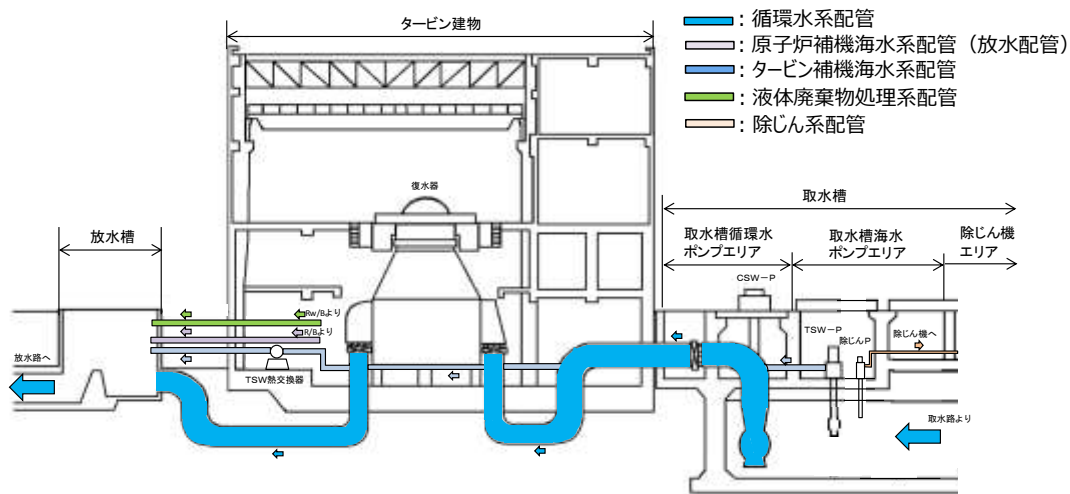 タービン建物
：循環水系配管
：原子炉補機海水系配管（放水配管）
：タービン補機海水系配管
：液体廃棄物処理系配管
：除じん系配管
復水器
取水槽
放水槽
取水槽循環水
ポンプエリア
取水槽海水
ポンプエリア
除じん機
エリア
CSW－P
Rw/Bより
R/Bより
TSW－P
除じんP
除じん機へ
放水路へ
TSW熱交換器
取水路より